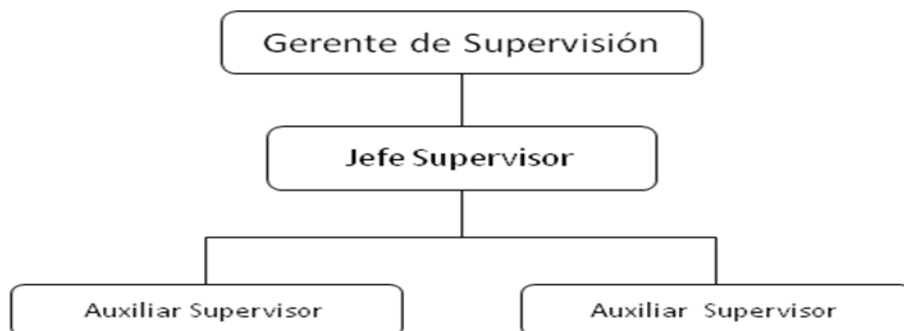 Gerente de Supervisión
Jefe Supervisor
Auxiliar Supervisor
Auxiliar Supervisor